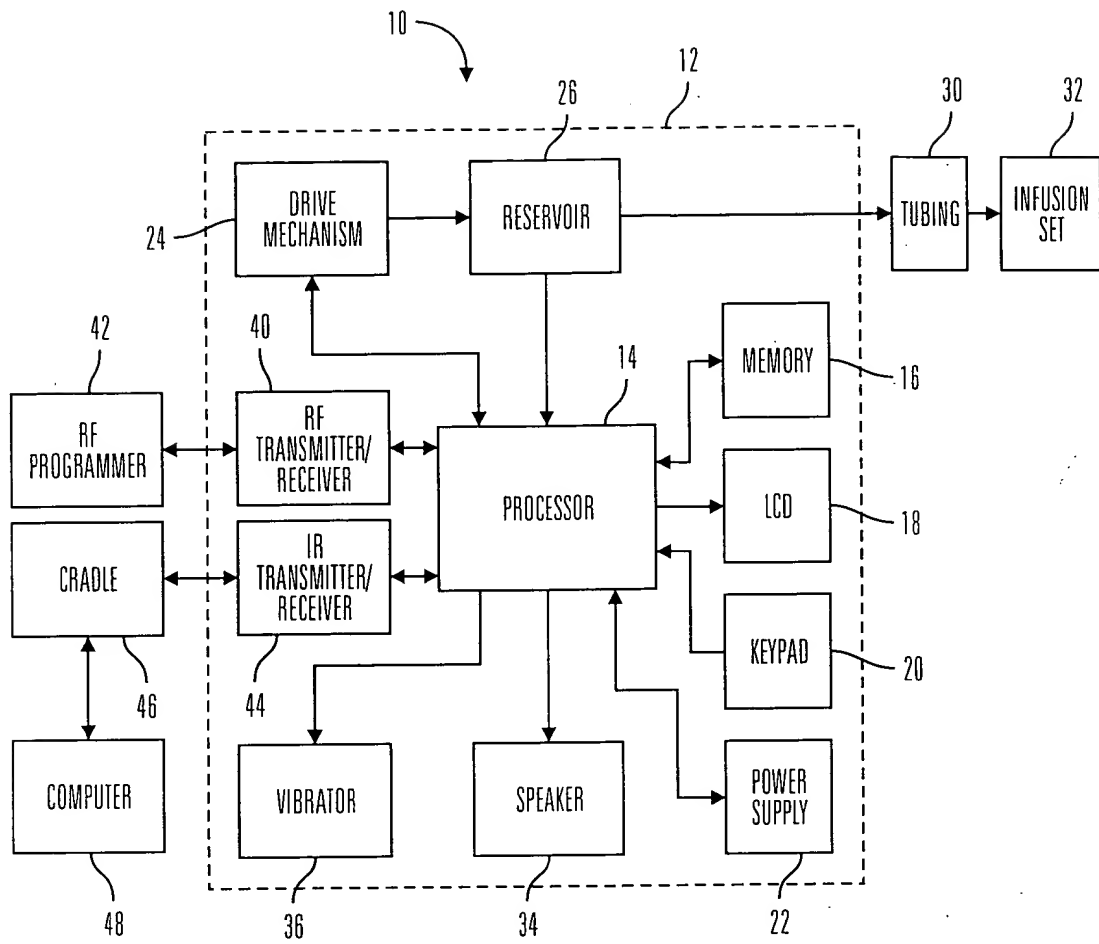 10
12
26
30
32
DRIVE
MECHANISM
24
RESERVOIR
TUBING
INFUSION
SET
42
40
14
MEMORY
16
RF
PROGRAMMER
RF
TRANSMITTER/
RECEIVER
PROCESSOR
LCD
18
CRADLE
IR
TRANSMITTER/
RECEIVER
KEYPAD
20
46
44
COMPUTER
VIBRATOR
SPEAKER
POWER
SUPPLY
48
36
34
22